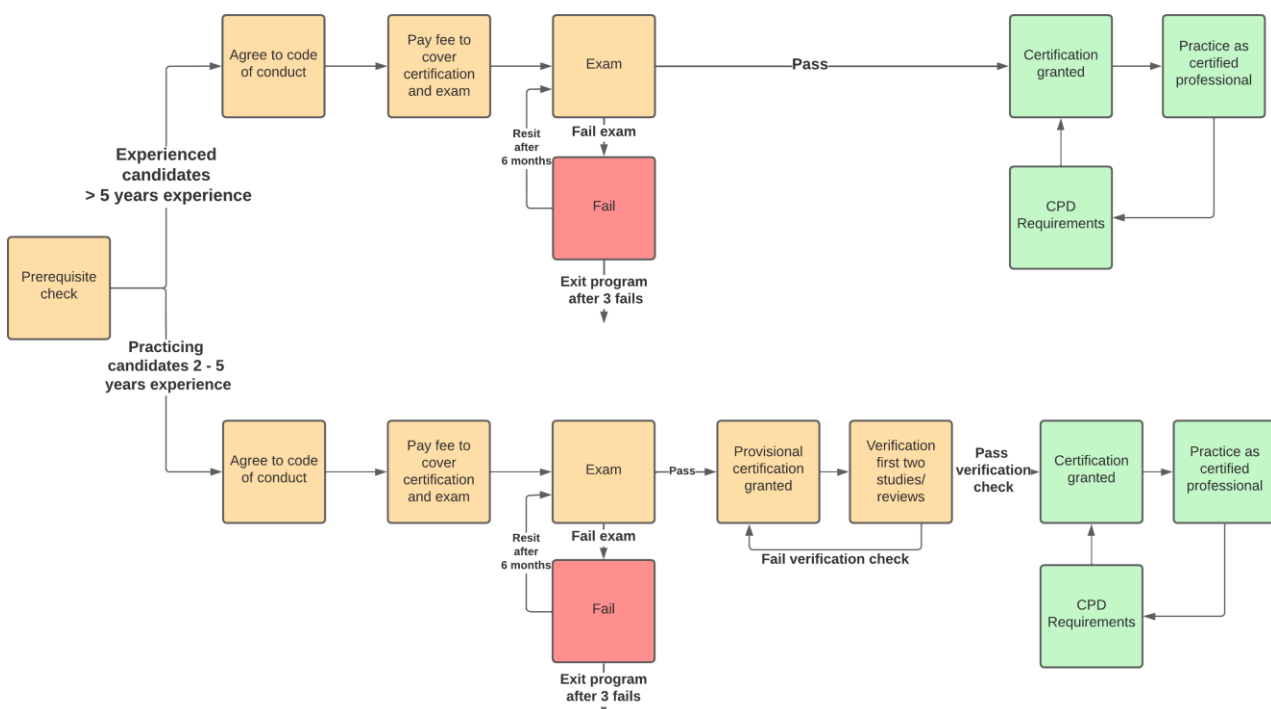 Agree to code
of conduct
Pay fee to
cover
certification
and exam
Exam
Pass
Certification
granted
Practice as
certified
professional
Resit
after
6 months
Fail exam
Experienced
candidates
> 5 years experience
Fail
CPD
Requirements
Prerequisite
check
Exit program
after 3 fails
Practicing
candidates 2 - 5
years experience
Agree to code
of conduct
Pay fee to
cover
certification
and exam
Exam
Pass
Provisional
certification
granted
Verification
first two
studies/
reviews
Pass
verification
check
Certification
granted
Practice as
certified
professional
Resit
after
6 months
Fail exam
Fail verification check
Fail
CPD
Requirements
Exit program
after 3 fails